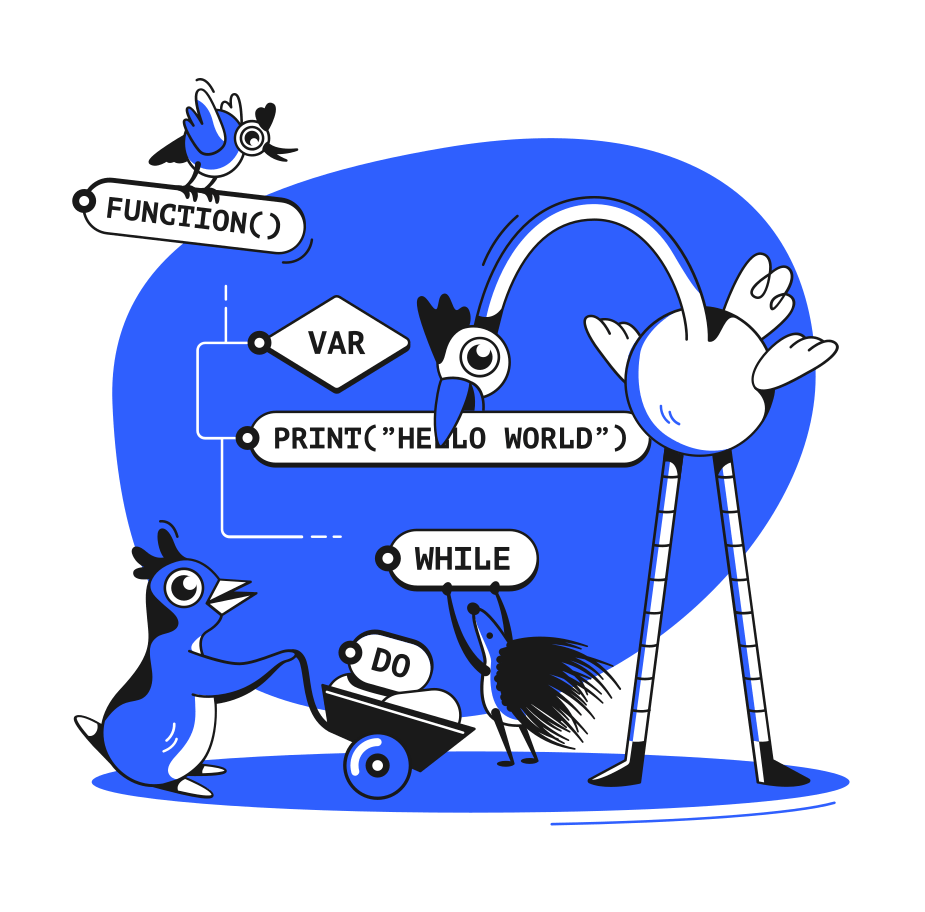 FUNCTION()
VAR
PRINT(”HELLO WORLD”)
WHILE
DO